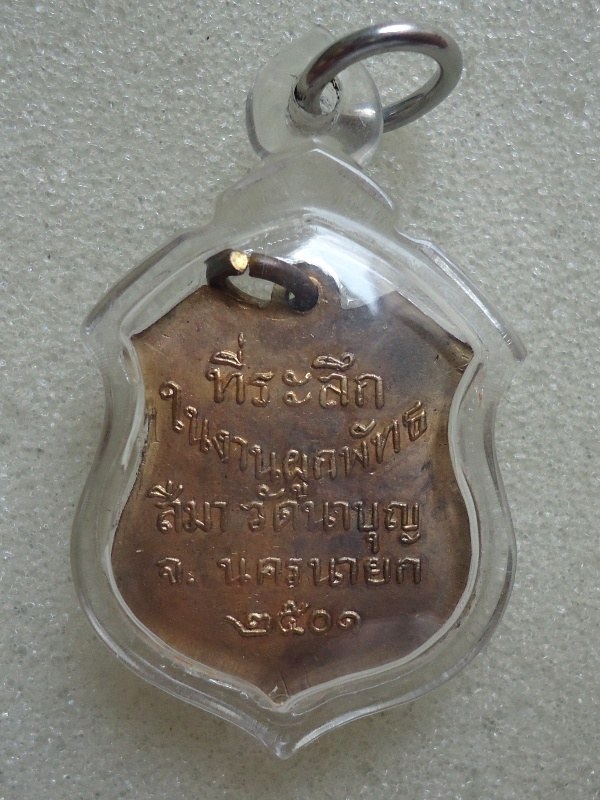 ที่ระลึก
ในงานผูกพัทธ
สีมา วัดนาบุญ
จ. นครนายก
๒๕๐๑